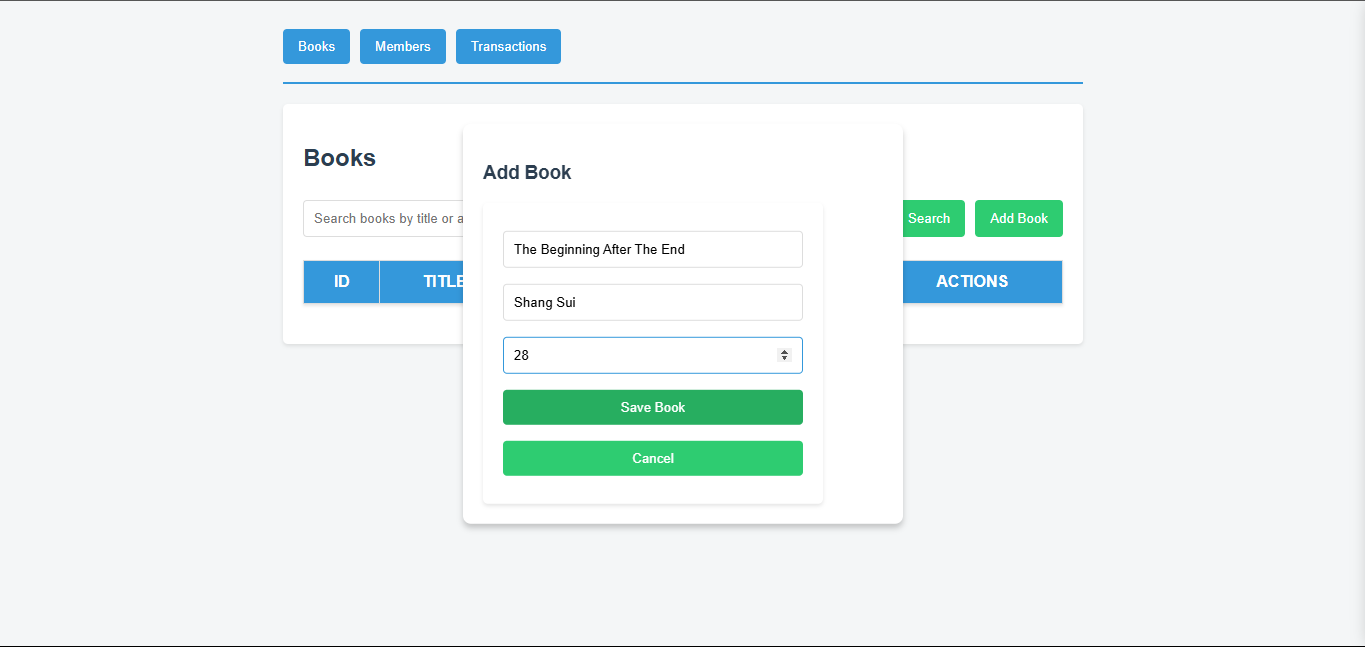 Books Members Transactions
Books
Add Book
Search books by title or a
Search Add Book
ID TITLE ACTIONS
The Beginning After The End
Shang Sui
28
Save Book
Cancel